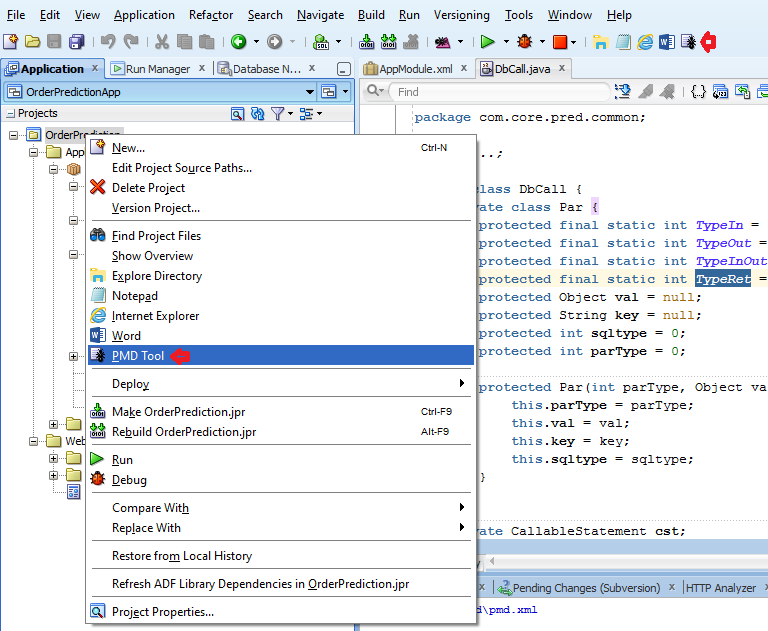 File Edit View Application Refactor Search Navigate Build Run Versioning Tools Window Help
Application x Run Manager x Database N... x
AppModule.xml x DbCall.java x
OrderPredictionApp
Find
Projects
OrderPrediction
App
Web
New... Ctrl-N
Edit Project Source Paths...
Delete Project
Version Project...
Find Project Files
Show Overview
Explore Directory
Notepad
Internet Explorer
Word
PMD Tool
Deploy
Make OrderPrediction.jpr Ctrl-F9
Rebuild OrderPrediction.jpr Alt-F9
Run
Debug
Compare With
Replace With
Restore from Local History
Refresh ADF Library Dependencies in OrderPrediction.jpr
Project Properties...
package com.core.pred.common;
..;
class DbCall {
vate class Par {
protected final static int TypeIn =
protected final static int TypeOut =
protected final static int TypeInOut
protected final static int TypeRet =
protected Object val = null;
protected String key = null;
protected int sqltype = 0;
protected int parType = 0;
protected Par(int parType, Object va
this.parType = parType;
this.val = val;
this.key = key;
this.sqltype = sqltype;
}
vate CallableStatement cst;
x Pending Changes (Subversion) x HTTP Analyzer x
d\pmd.xml